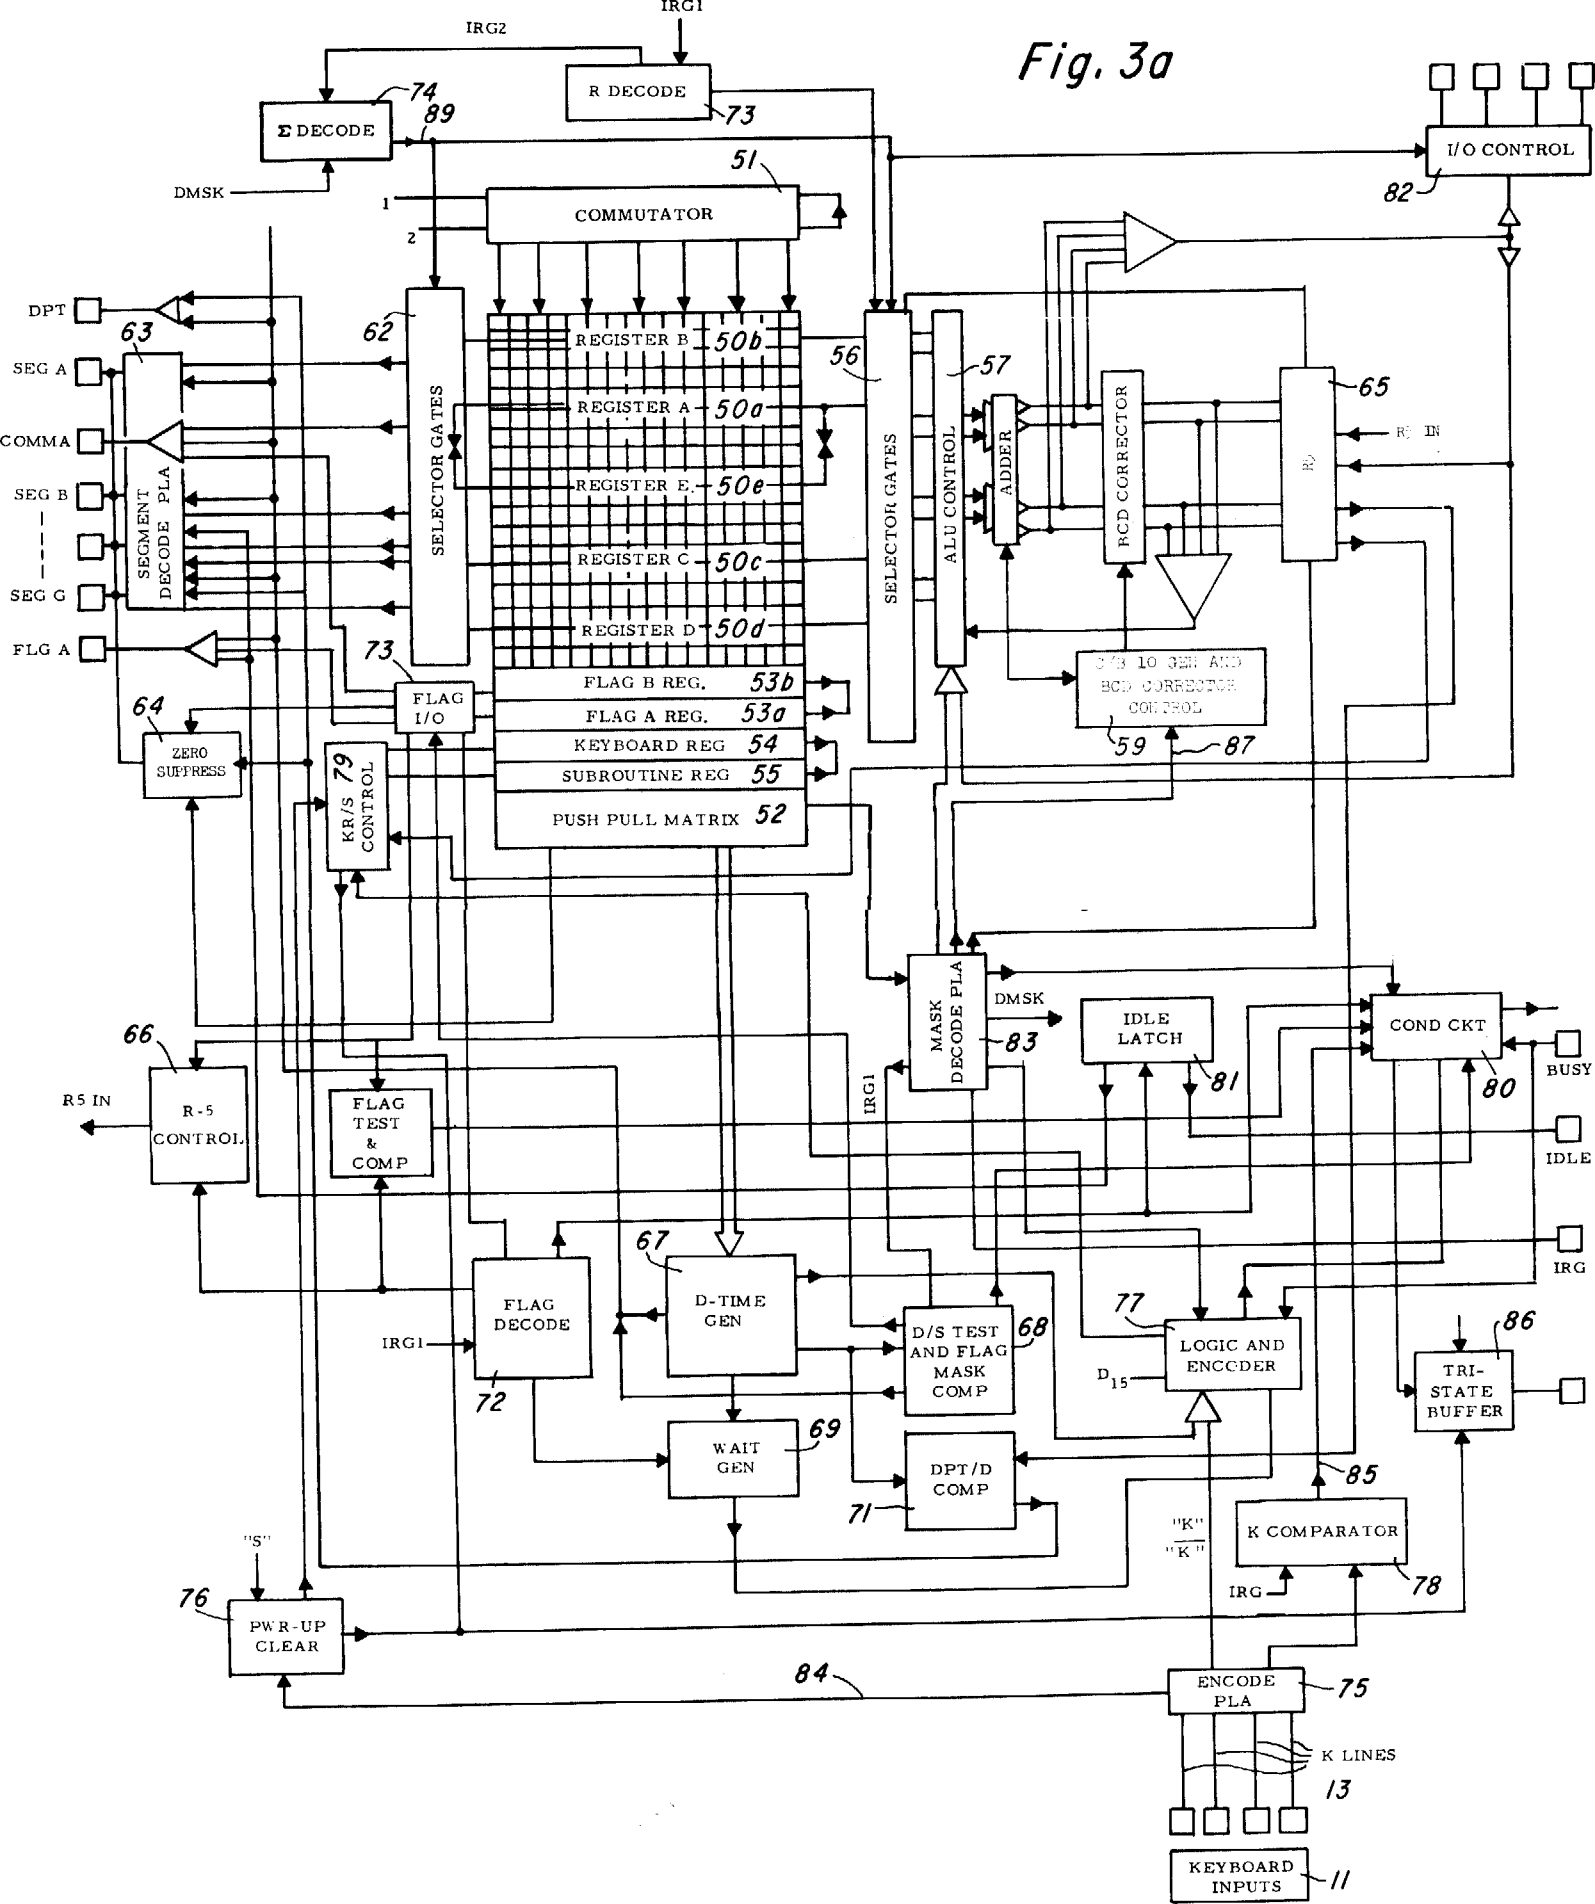 IRG1
IRG2
Fig. 3a
R DECODE
73
74
Σ DECODE
89
DMSK
51
1
COMMUTATOR
2
I/O CONTROL
82
DPT
62
63
SEG A
COMMA
SEG B
SEG G
FLG A
SEGMENT
DECODE PLA
SELECTOR GATES
REGISTER B 50b
REGISTER A 50a
REGISTER E. 50e
REGISTER C 50c
REGISTER D 50d
56
SELECTOR GATES
57
ALU CONTROL
ADDER
BCD CORRECTOR
65
IN
73
FLAG
I/O
FLAG B REG. 53b
FLAG A REG. 53a
KEYBOARD REG 54
SUBROUTINE REG 55
PUSH PULL MATRIX 52
10 GEN AND
BCD CORRECTOR
CONTROL
59
87
64
ZERO
SUPPRESS
79
KR/S
CONTROL
MASK
DECODE PLA
83
DMSK
IRG1
IDLE
LATCH
81
COND CKT
80
BUSY
IDLE
IRG
66
R5 IN
R-5
CONTROL
FLAG
TEST
&
COMP
67
D-TIME
GEN
FLAG
DECODE
IRG1
72
D/S TEST
AND FLAG
MASK
COMP
68
77
LOGIC AND
ENCODER
D15
86
TRI-
STATE
BUFFER
WAIT
GEN
69
DPT/D
COMP
71
85
"K"
"K"
K COMPARATOR
78
IRG
"S"
76
PWR-UP
CLEAR
84
ENCODE
PLA
75
K LINES
13
KEYBOARD
INPUTS
11